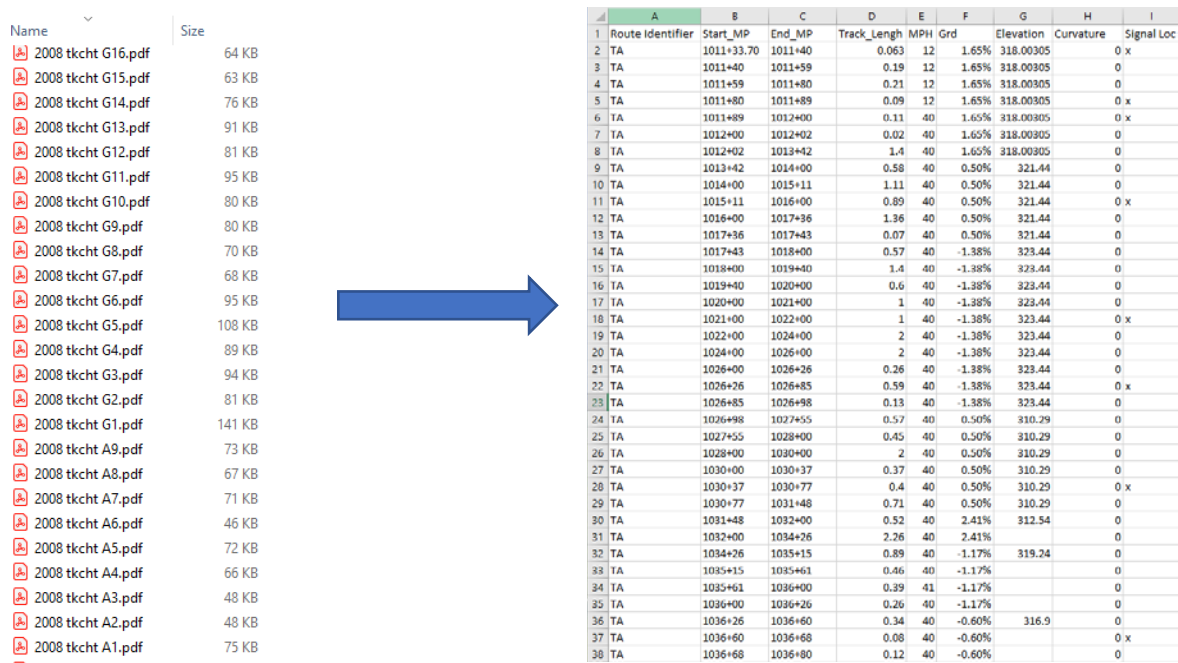 Name Size
2008 tkcht G16.pdf 64 KB
2008 tkcht G15.pdf 63 KB
2008 tkcht G14.pdf 76 KB
2008 tkcht G13.pdf 91 KB
2008 tkcht G12.pdf 81 KB
2008 tkcht G11.pdf 95 KB
2008 tkcht G10.pdf 80 KB
2008 tkcht G9.pdf 80 KB
2008 tkcht G8.pdf 70 KB
2008 tkcht G7.pdf 68 KB
2008 tkcht G6.pdf 95 KB
2008 tkcht G5.pdf 108 KB
2008 tkcht G4.pdf 89 KB
2008 tkcht G3.pdf 94 KB
2008 tkcht G2.pdf 81 KB
2008 tkcht G1.pdf 141 KB
2008 tkcht A9.pdf 73 KB
2008 tkcht A8.pdf 67 KB
2008 tkcht A7.pdf 71 KB
2008 tkcht A6.pdf 46 KB
2008 tkcht A5.pdf 72 KB
2008 tkcht A4.pdf 66 KB
2008 tkcht A3.pdf 48 KB
2008 tkcht A2.pdf 48 KB
2008 tkcht A1.pdf 75 KB
A B C D E F G H I
1 Route Identifier Start_MP End_MP Track_Lengh MPH Grd Elevation Curvature Signal Loc
2 TA 1011+33.70 1011+40 0.063 12 1.65% 318.00305 0 x
3 TA 1011+40 1011+59 0.19 12 1.65% 318.00305 0
4 TA 1011+59 1011+80 0.21 12 1.65% 318.00305 0
5 TA 1011+80 1011+89 0.09 12 1.65% 318.00305 0 x
6 TA 1011+89 1012+00 0.11 40 1.65% 318.00305 0 x
7 TA 1012+00 1012+02 0.02 40 1.65% 318.00305 0
8 TA 1012+02 1013+42 1.4 40 1.65% 318.00305 0
9 TA 1013+42 1014+00 0.58 40 0.50% 321.44 0
10 TA 1014+00 1015+11 1.11 40 0.50% 321.44 0
11 TA 1015+11 1016+00 0.89 40 0.50% 321.44 0 x
12 TA 1016+00 1017+36 1.36 40 0.50% 321.44 0
13 TA 1017+36 1017+43 0.07 40 0.50% 321.44 0
14 TA 1017+43 1018+00 0.57 40 -1.38% 323.44 0
15 TA 1018+00 1019+40 1.4 40 -1.38% 323.44 0
16 TA 1019+40 1020+00 0.6 40 -1.38% 323.44 0
17 TA 1020+00 1021+00 1 40 -1.38% 323.44 0
18 TA 1021+00 1022+00 1 40 -1.38% 323.44 0 x
19 TA 1022+00 1024+00 2 40 -1.38% 323.44 0
20 TA 1024+00 1026+00 2 40 -1.38% 323.44 0
21 TA 1026+00 1026+26 0.26 40 -1.38% 323.44 0
22 TA 1026+26 1026+85 0.59 40 -1.38% 323.44 0 x
23 TA 1026+85 1026+98 0.13 40 -1.38% 323.44 0
24 TA 1026+98 1027+55 0.57 40 0.50% 310.29 0
25 TA 1027+55 1028+00 0.45 40 0.50% 310.29 0
26 TA 1028+00 1030+00 2 40 0.50% 310.29 0
27 TA 1030+00 1030+37 0.37 40 0.50% 310.29 0
28 TA 1030+37 1030+77 0.4 40 0.50% 310.29 0 x
29 TA 1030+77 1031+48 0.71 40 0.50% 310.29 0
30 TA 1031+48 1032+00 0.52 40 2.41% 312.54 0
31 TA 1032+00 1034+26 2.26 40 2.41% 0
32 TA 1034+26 1035+15 0.89 40 -1.17% 319.24 0
33 TA 1035+15 1035+61 0.46 40 -1.17% 0
34 TA 1035+61 1036+00 0.39 41 -1.17% 0
35 TA 1036+00 1036+26 0.26 40 -1.17% 0
36 TA 1036+26 1036+60 0.34 40 -0.60% 316.9 0
37 TA 1036+60 1036+68 0.08 40 -0.60% 0 x
38 TA 1036+68 1036+80 0.12 40 -0.60% 0